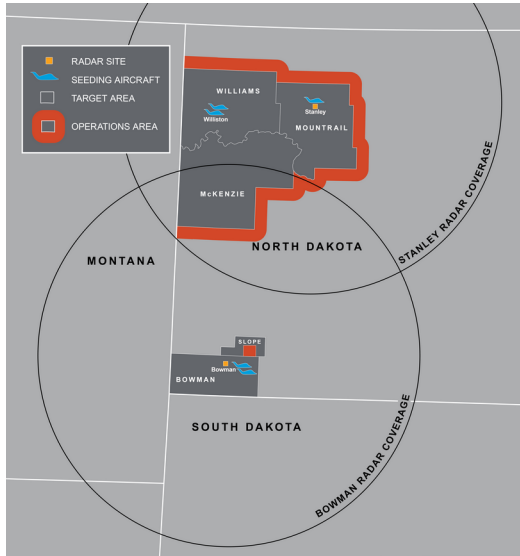 RADAR SITE
SEEDING AIRCRAFT
TARGET AREA
OPERATIONS AREA
WILLIAMS
Williston
Stanley
MOUNTRAIL
McKENZIE
NORTH DAKOTA
MONTANA
STANLEY RADAR COVERAGE
SLOPE
Bowman
BOWMAN
SOUTH DAKOTA
BOWMAN RADAR COVERAGE